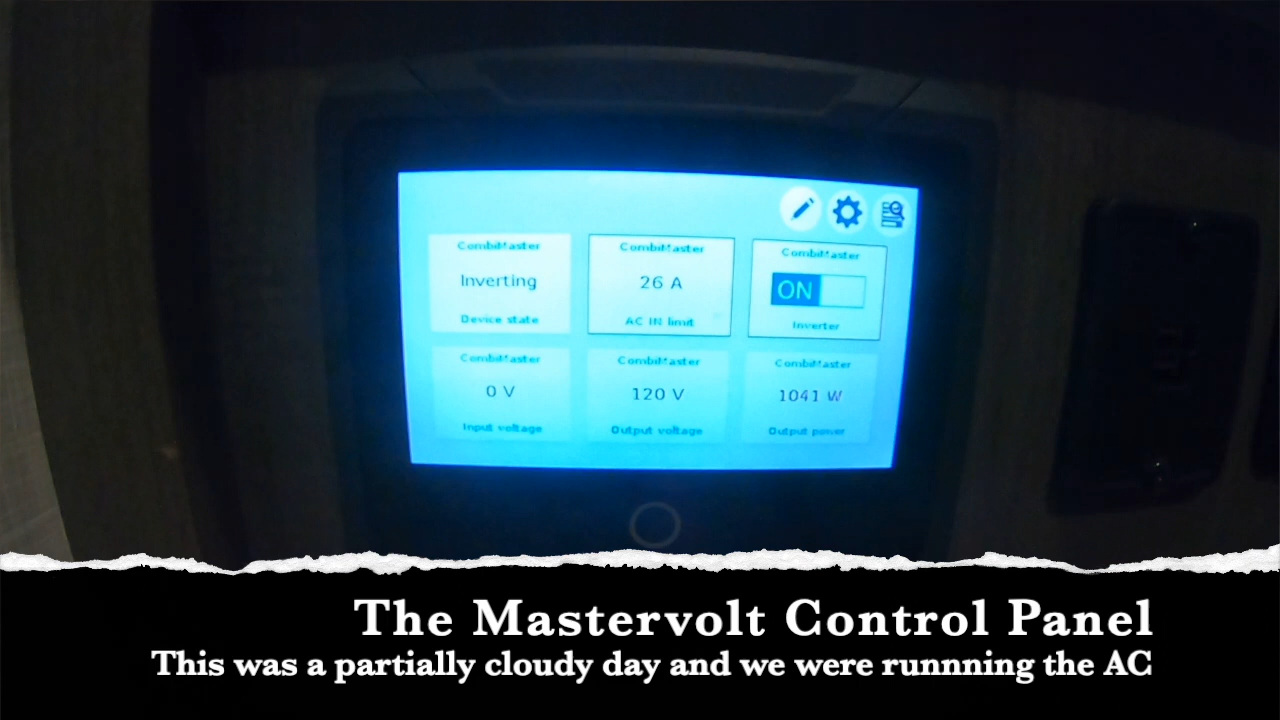 CombiMaster
CombiMaster
CombiMaster
Inverting
26 A
ON
Device state
AC IN limit
Inverter
CombiMaster
CombiMaster
CombiMaster
0 V
120 V
1041 W
Input voltage
Output voltage
Output power
The Mastervolt Control Panel
This was a partially cloudy day and we were runnning the AC